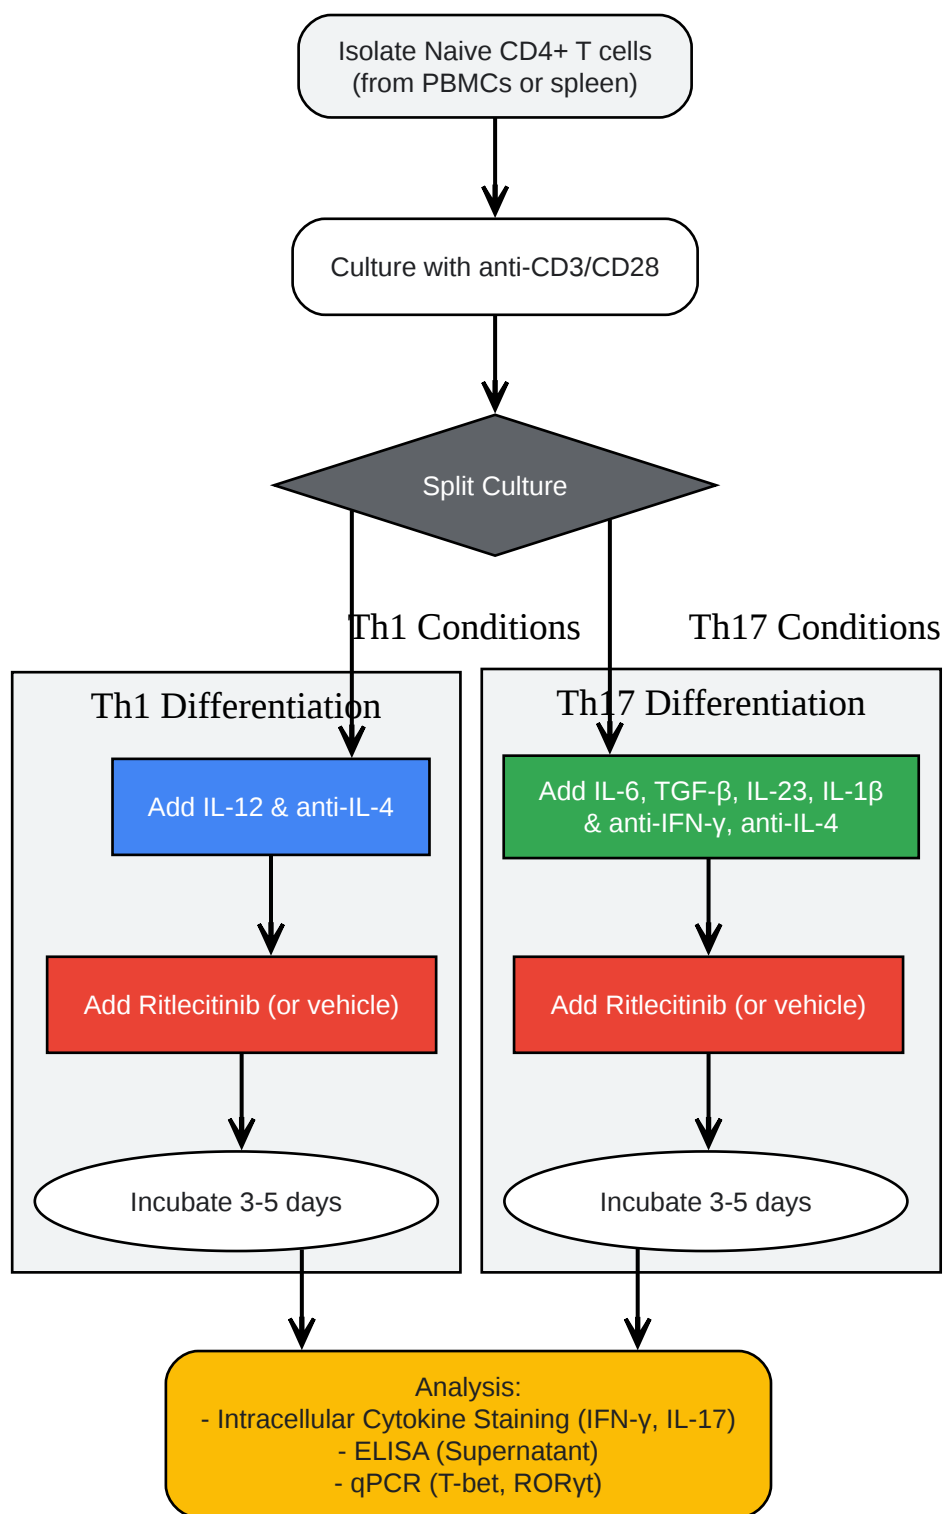 Isolate Naive CD4+ T cells
(from PBMCs or spleen)
Culture with anti-CD3/CD28
Split Culture
Th1 Conditions
Th17 Conditions
Th1 Differentiation
Th17 Differentiation
Add IL-12 & anti-IL-4
Add IL-6, TGF-β, IL-23, IL-1β
& anti-IFN-γ, anti-IL-4
Add Ritlecitinib (or vehicle)
Add Ritlecitinib (or vehicle)
Incubate 3-5 days
Incubate 3-5 days
Analysis:
- Intracellular Cytokine Staining (IFN-γ, IL-17)
- ELISA (Supernatant)
- qPCR (T-bet, RORγt)